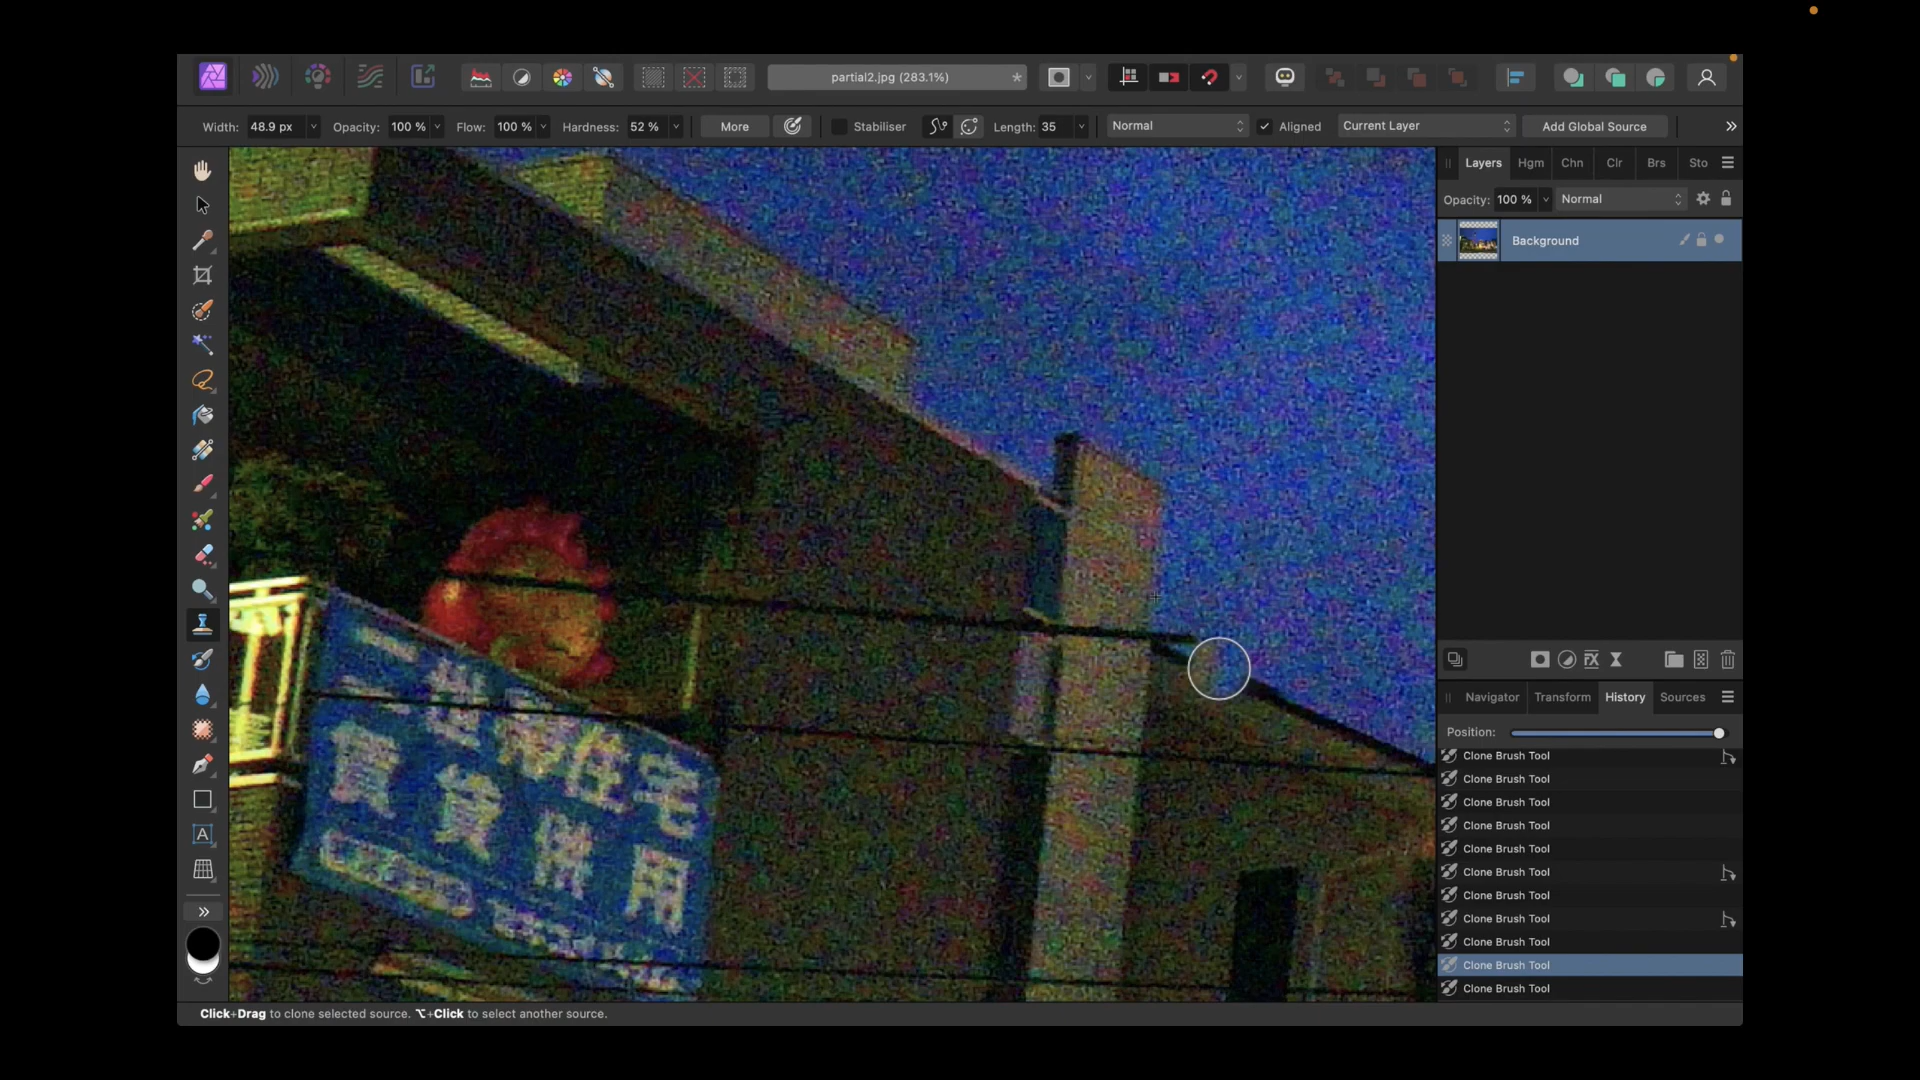 partial2.jpg (283.1%) *
Width: 48.9 px Opacity: 100 % Flow: 100 % Hardness: 52 % More Stabiliser Length: 35 Normal Aligned Current Layer Add Global Source
Layers Hgm Chn Clr Brs Sto
Opacity: 100 % Normal
Background
住宅
用
Navigator Transform History Sources
Position:
Clone Brush Tool
Clone Brush Tool
Clone Brush Tool
Clone Brush Tool
Clone Brush Tool
Clone Brush Tool
Clone Brush Tool
Clone Brush Tool
Clone Brush Tool
Clone Brush Tool
Clone Brush Tool
Click+Drag to clone selected source. ⌥+Click to select another source.